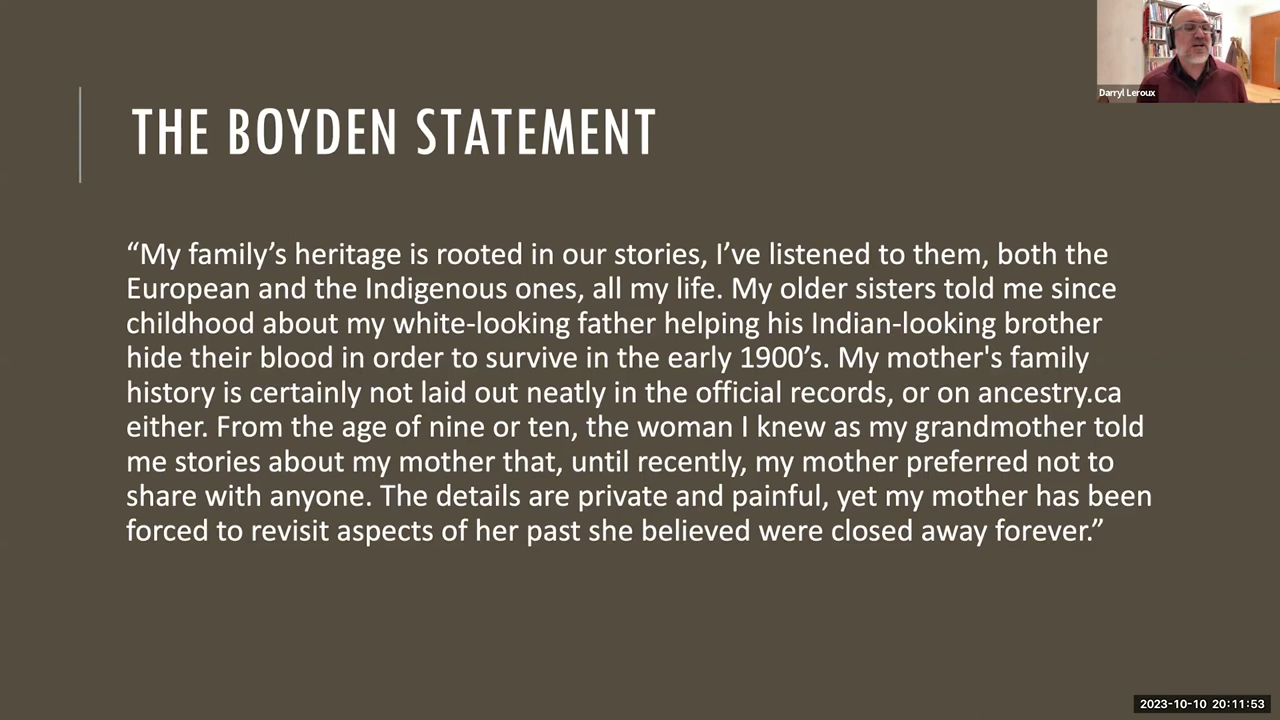 Darryl Leroux
THE BOYDEN STATEMENT
“My family’s heritage is rooted in our stories, I’ve listened to them, both the
European and the Indigenous ones, all my life. My older sisters told me since
childhood about my white-looking father helping his Indian-looking brother
hide their blood in order to survive in the early 1900’s. My mother's family
history is certainly not laid out neatly in the official records, or on ancestry.ca
either. From the age of nine or ten, the woman I knew as my grandmother told
me stories about my mother that, until recently, my mother preferred not to
share with anyone. The details are private and painful, yet my mother has been
forced to revisit aspects of her past she believed were closed away forever.”
2023-10-10 20:11:53